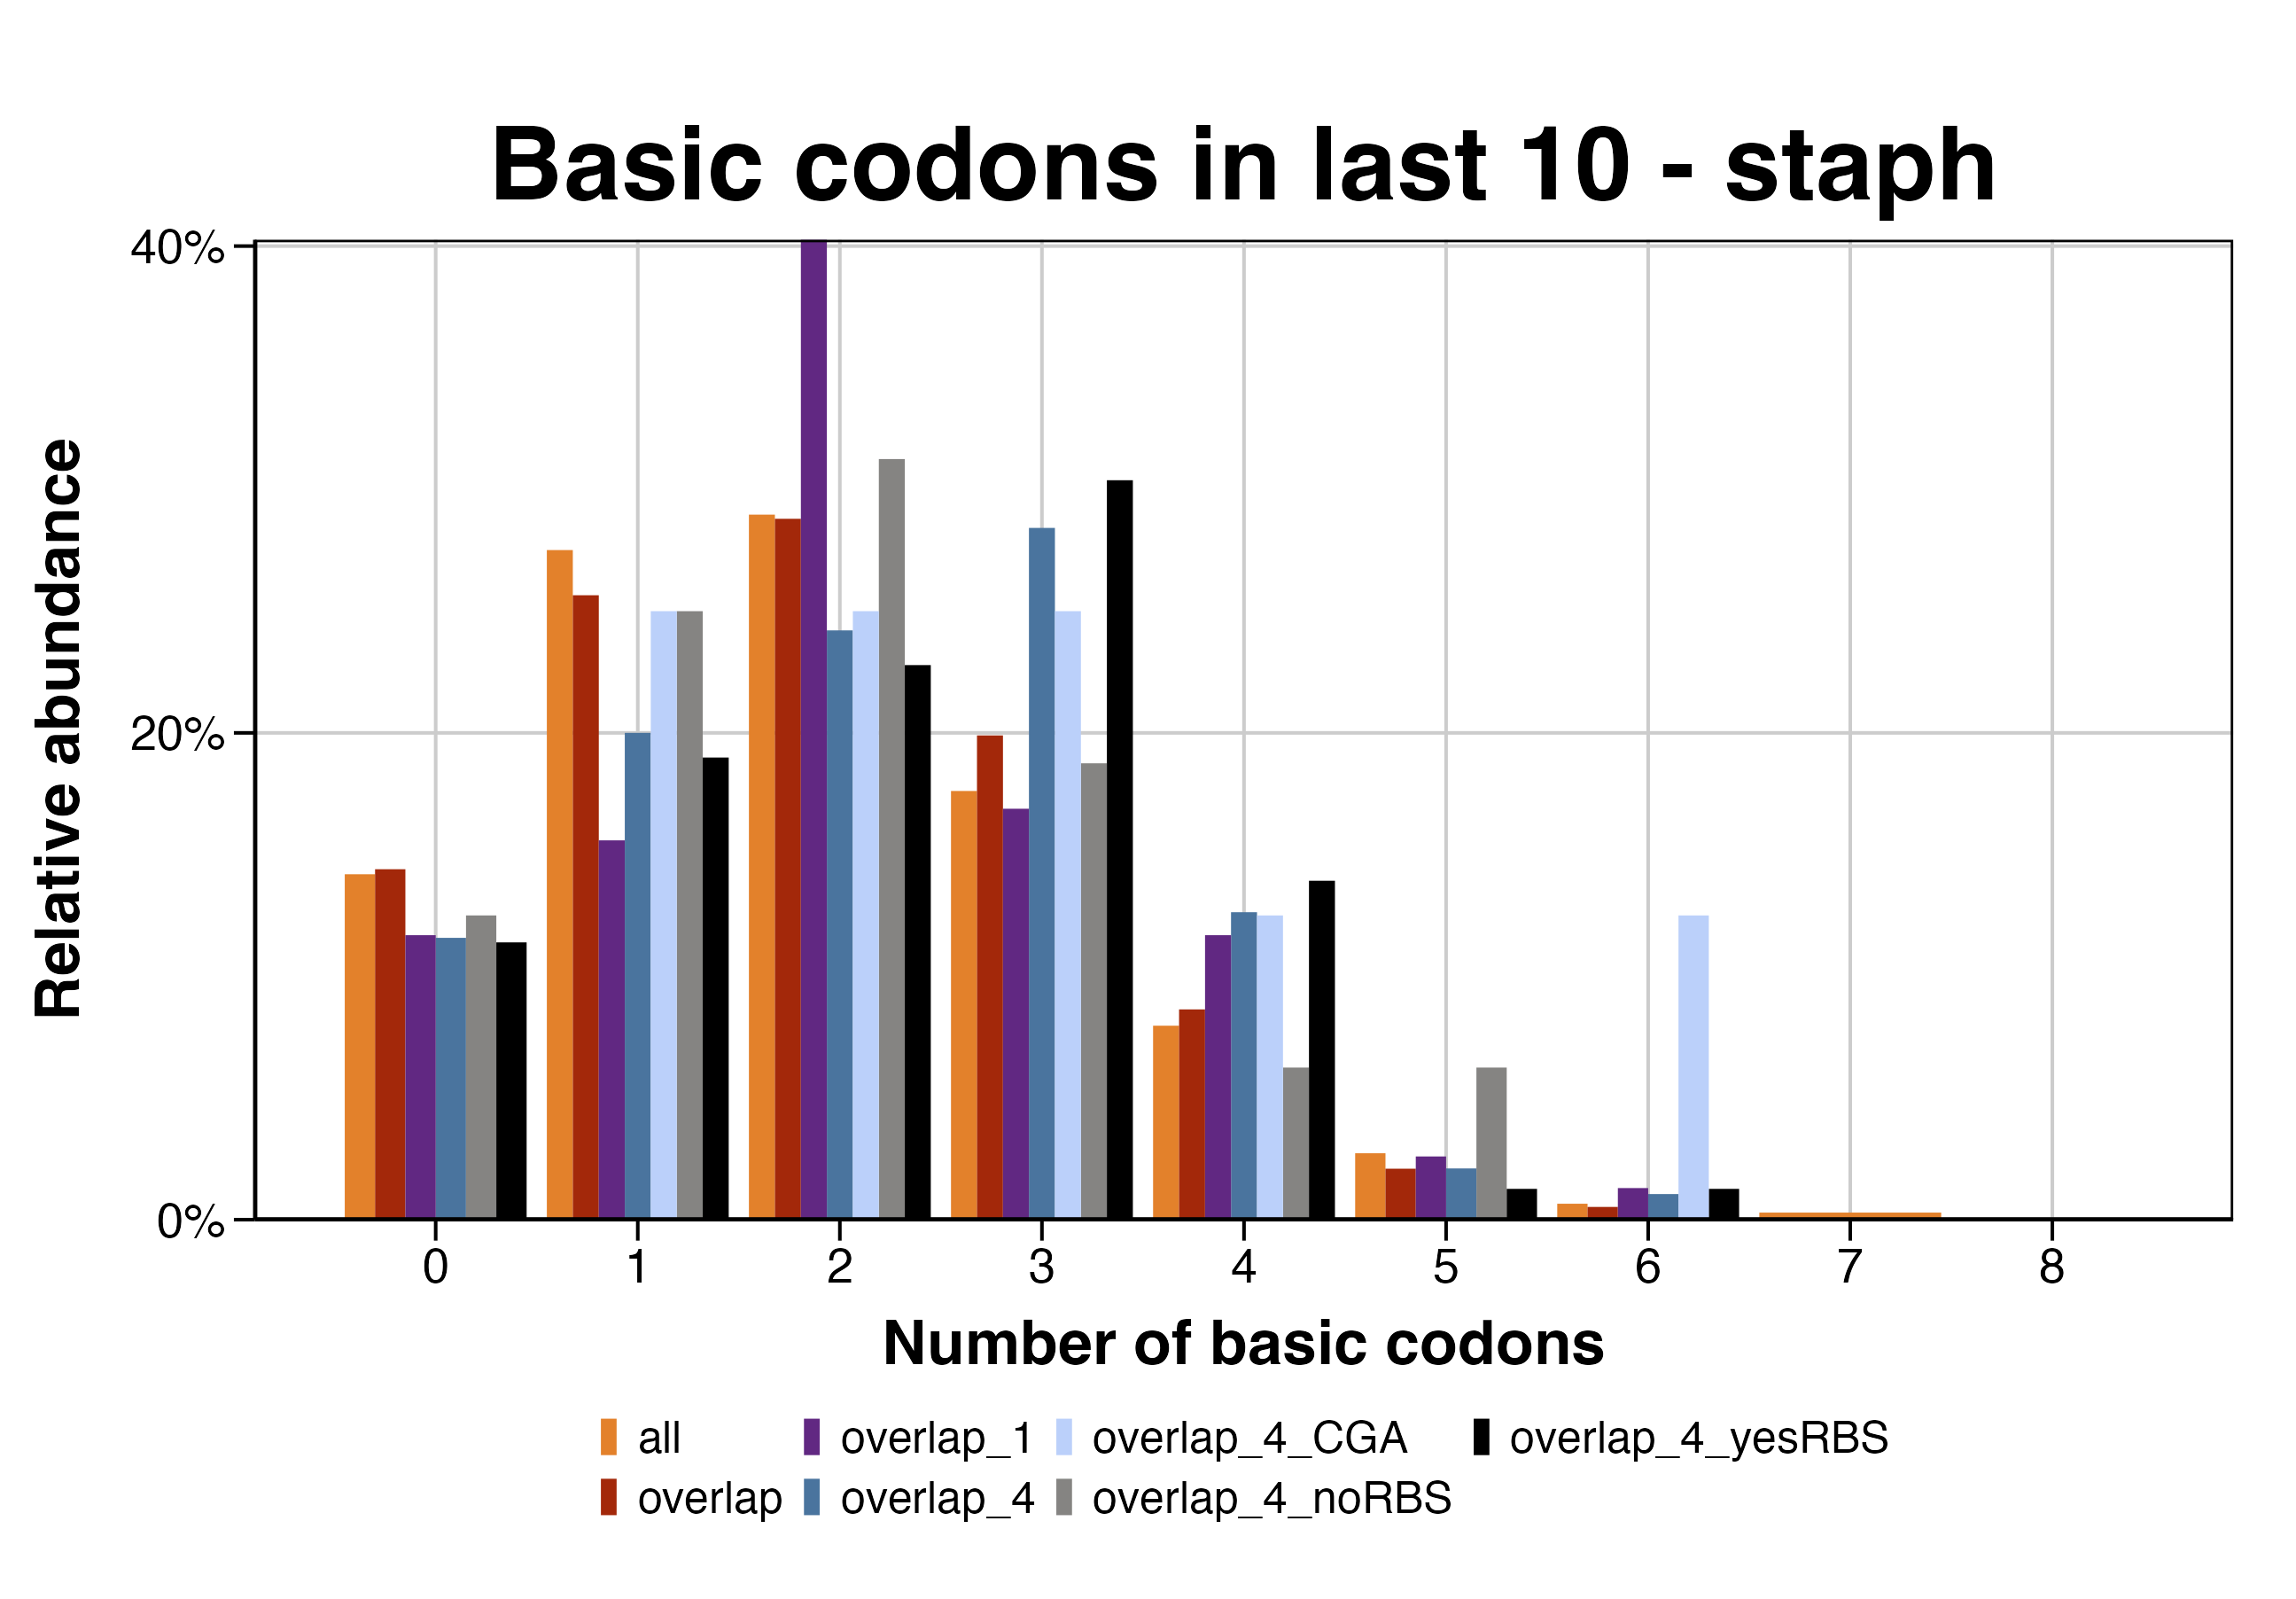 Basic codons in last 10 - staph
40%
20%
0%
Relative abundance
0 1 2 3 4 5 6 7 8
Number of basic codons
all overlap_1 overlap_4_CGA overlap_4_yesRBS
overlap overlap_4 overlap_4_noRBS